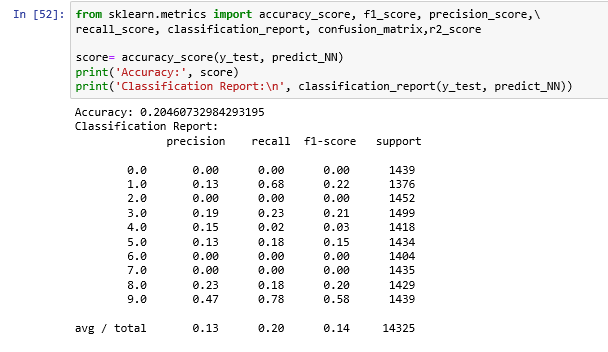 In [52]: from sklearn.metrics import accuracy_score, f1_score, precision_score,\
recall_score, classification_report, confusion_matrix,r2_score
score= accuracy_score(y_test, predict_NN)
print('Accuracy:', score)
print('Classification Report:\n', classification_report(y_test, predict_NN))
Accuracy: 0.20460732984293195
Classification Report:
precision recall f1-score support
0.0 0.00 0.00 0.00 1439
1.0 0.13 0.68 0.22 1376
2.0 0.00 0.00 0.00 1452
3.0 0.19 0.23 0.21 1499
4.0 0.15 0.02 0.03 1418
5.0 0.13 0.18 0.15 1434
6.0 0.00 0.00 0.00 1404
7.0 0.00 0.00 0.00 1435
8.0 0.23 0.18 0.20 1429
9.0 0.47 0.78 0.58 1439
avg / total 0.13 0.20 0.14 14325